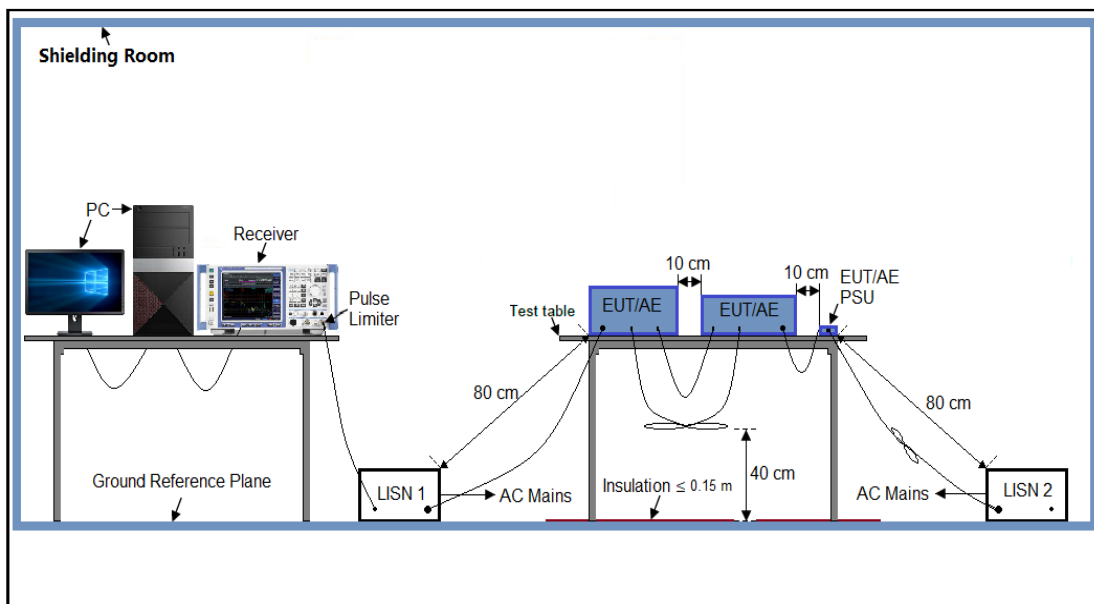 Shielding Room
PC
Receiver
Pulse
Limiter
10 cm
10 cm
EUT/AE
PSU
EUT/AE
EUT/AE
Test table
80 cm
80 cm
40 cm
Ground Reference Plane
LISN 1
AC Mains
Insulation ≤ 0.15 m
AC Mains
LISN 2